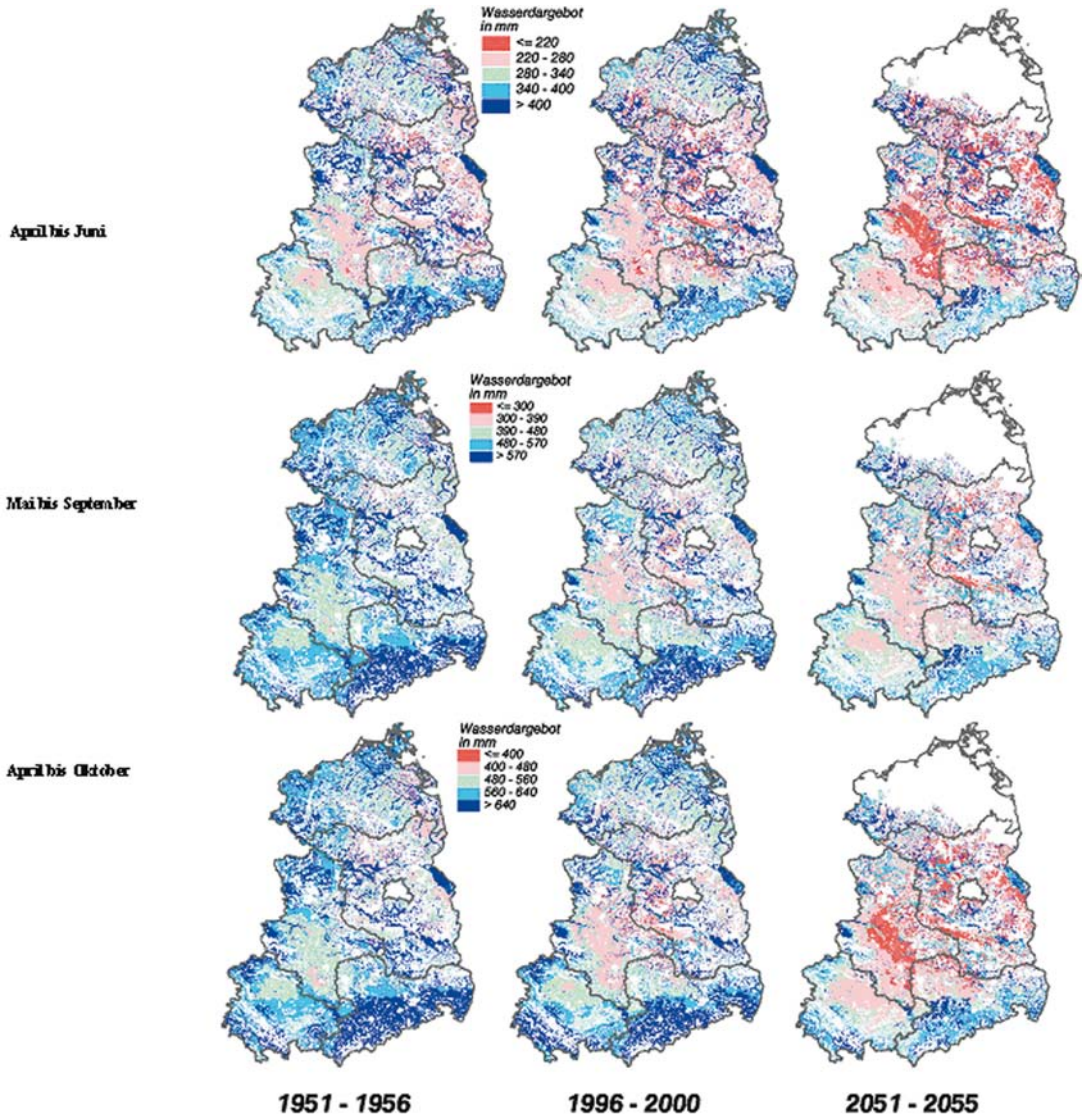 Wasserdargebot
in mm
<= 220
220 - 280
280 - 340
340 - 400
> 400
April bis Juni
Wasserdargebot
in mm
<= 300
300 - 390
390 - 480
480 - 570
> 570
Mai bis September
Wasserdargebot
in mm
<= 400
400 - 480
480 - 560
560 - 640
> 640
April bis Oktober
1951 - 1956
1996 - 2000
2051 - 2055